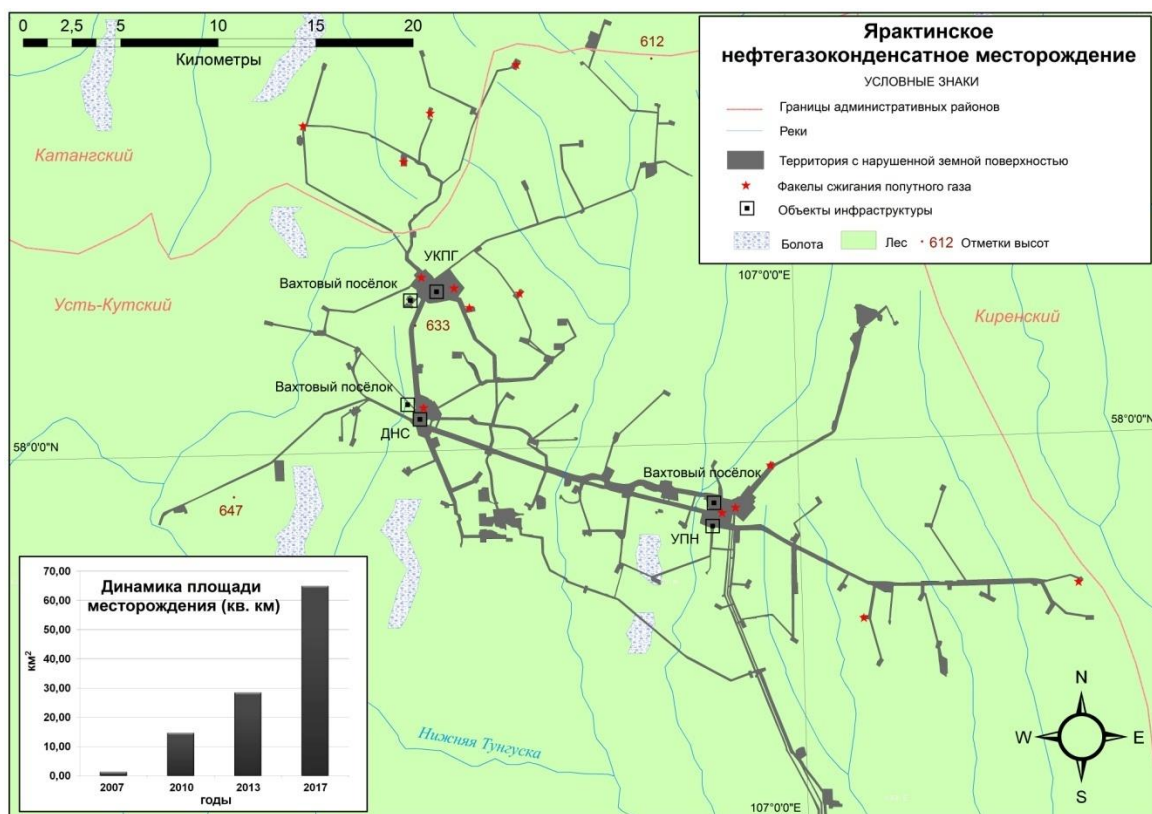 0 2,5 5 10 15 20
Километры
Ярактинское
нефтегазоконденсатное месторождение
УСЛОВНЫЕ ЗНАКИ
Границы административных районов
Реки
Территория с нарушенной земной поверхностью
Факелы сжигания попутного газа
Объекты инфраструктуры
Болота Лес 612 Отметки высот
612
Катангский
УКПГ
107°0'0"E
Вахтовый посёлок
Усть-Кутский
Киренский
633
Вахтовый посёлок
ДНС
58°0'0"N
58°0'0"N
Вахтовый посёлок
647
УПН
Динамика площади
месторождения (кв. км)
70,00
60,00
50,00
40,00
30,00
20,00
10,00
0,00
км²
2007 2010 2013 2017
годы
Нижняя Тунгуска
N
W E
S
107°0'0"E